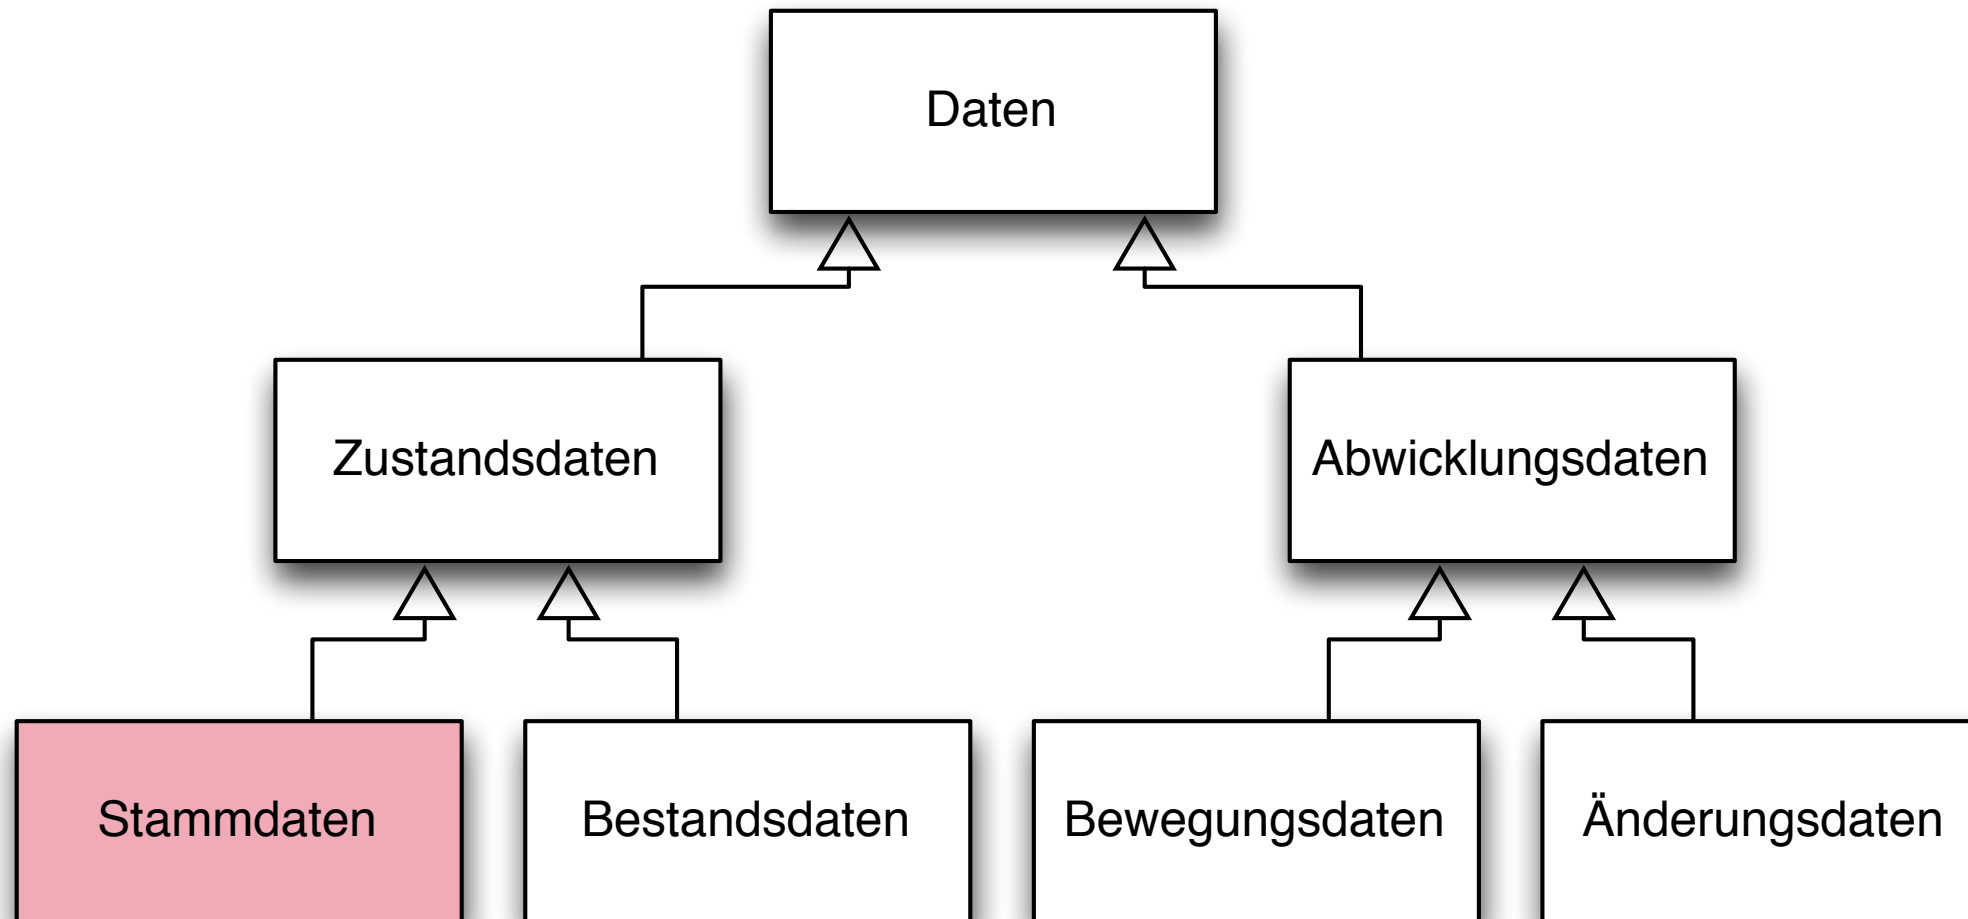 Daten
Zustandsdaten
Abwicklungsdaten
Stammdaten
Bestandsdaten
Bewegungsdaten
Änderungsdaten